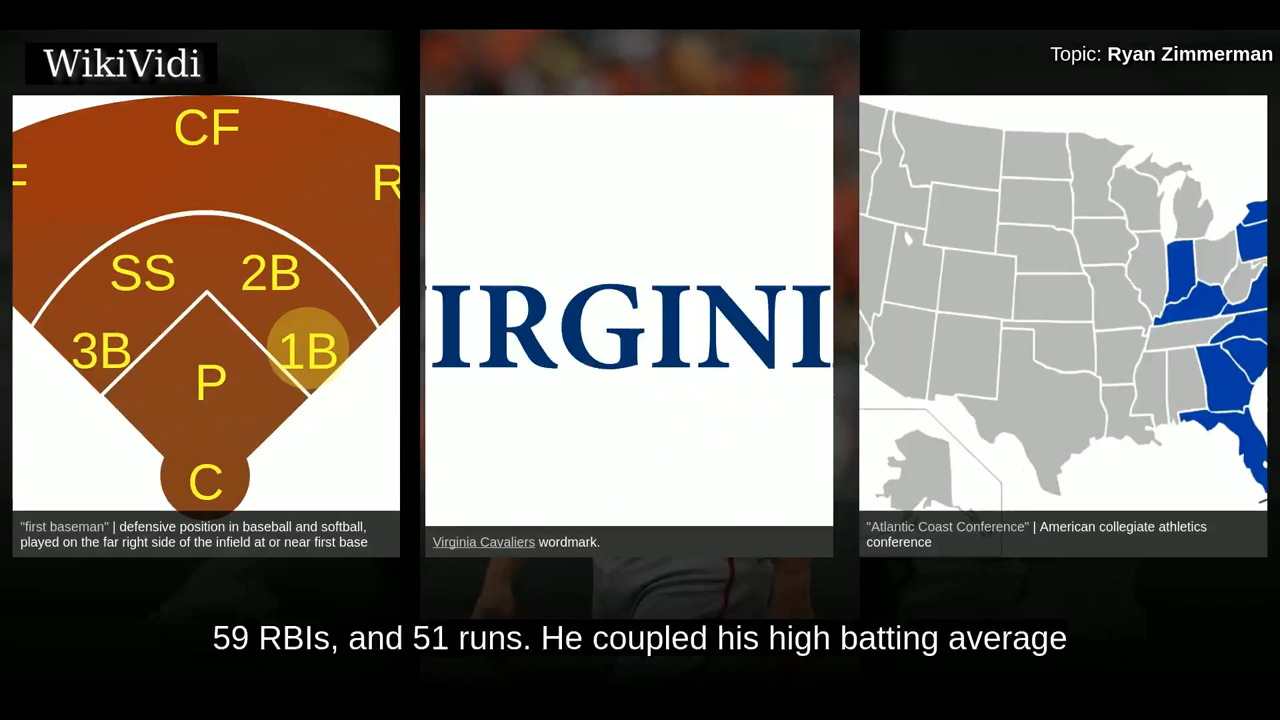 WikiVidi
Topic: Ryan Zimmerman
CF
F
R
SS 2B
3B 1B
P
C
IRGINI
"first baseman" | defensive position in baseball and softball,
played on the far right side of the infield at or near first base
Virginia Cavaliers wordmark.
"Atlantic Coast Conference" | American collegiate athletics
conference
59 RBIs, and 51 runs. He coupled his high batting average